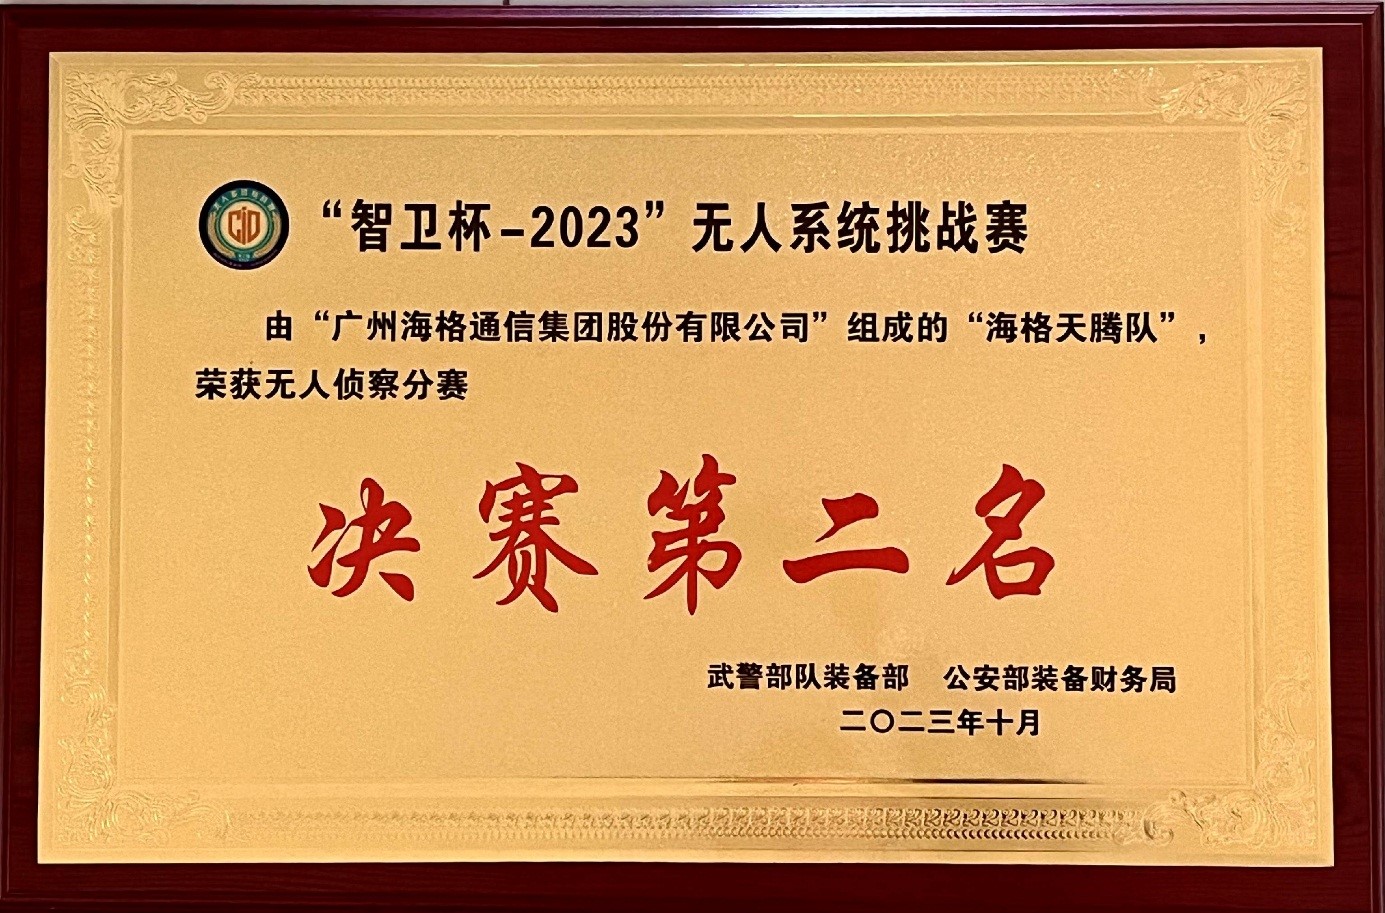 CID
“智卫杯-2023”无人系统挑战赛
由“广州海格通信集团股份有限公司”组成的“海格天腾队”，
荣获无人侦察分赛
决赛第二名
武警部队装备部 公安部装备财务局
二〇二三年十月